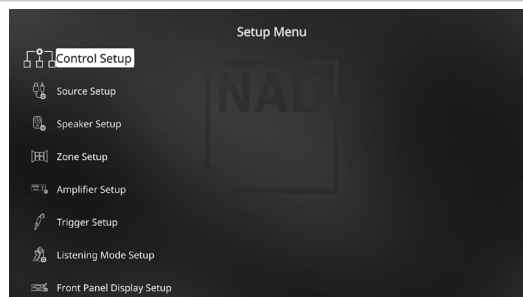 Setup Menu
Control Setup
Source Setup
NAD
Speaker Setup
Zone Setup
Amplifier Setup
Trigger Setup
Listening Mode Setup
Front Panel Display Setup